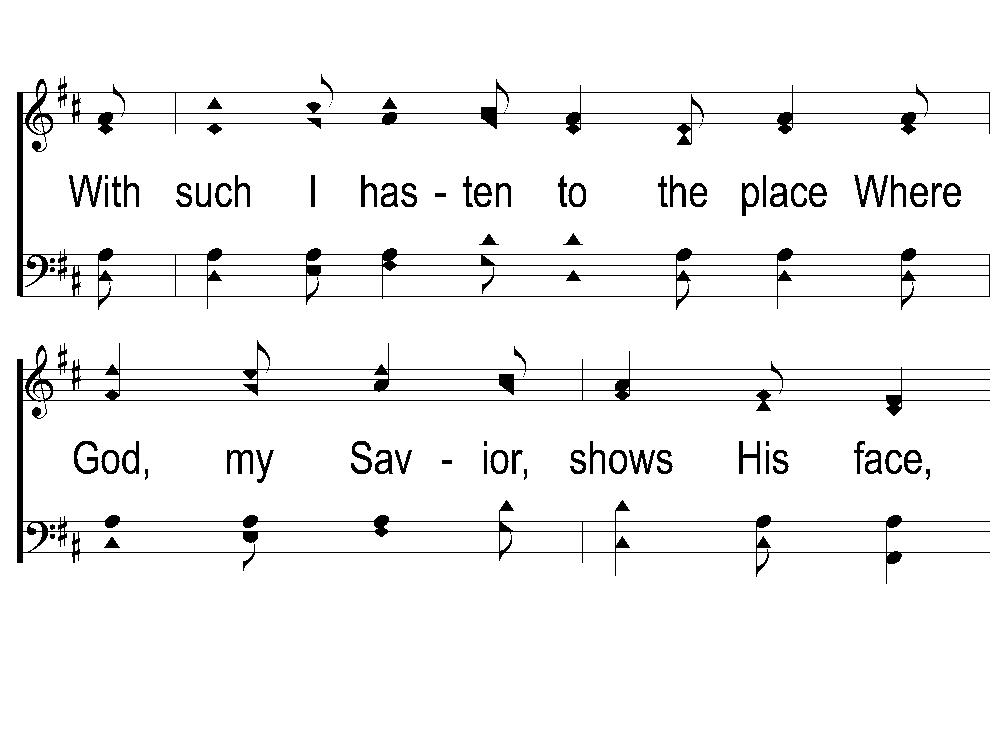 With such I has - ten to the place Where
God, my Sav - ior, shows His face,